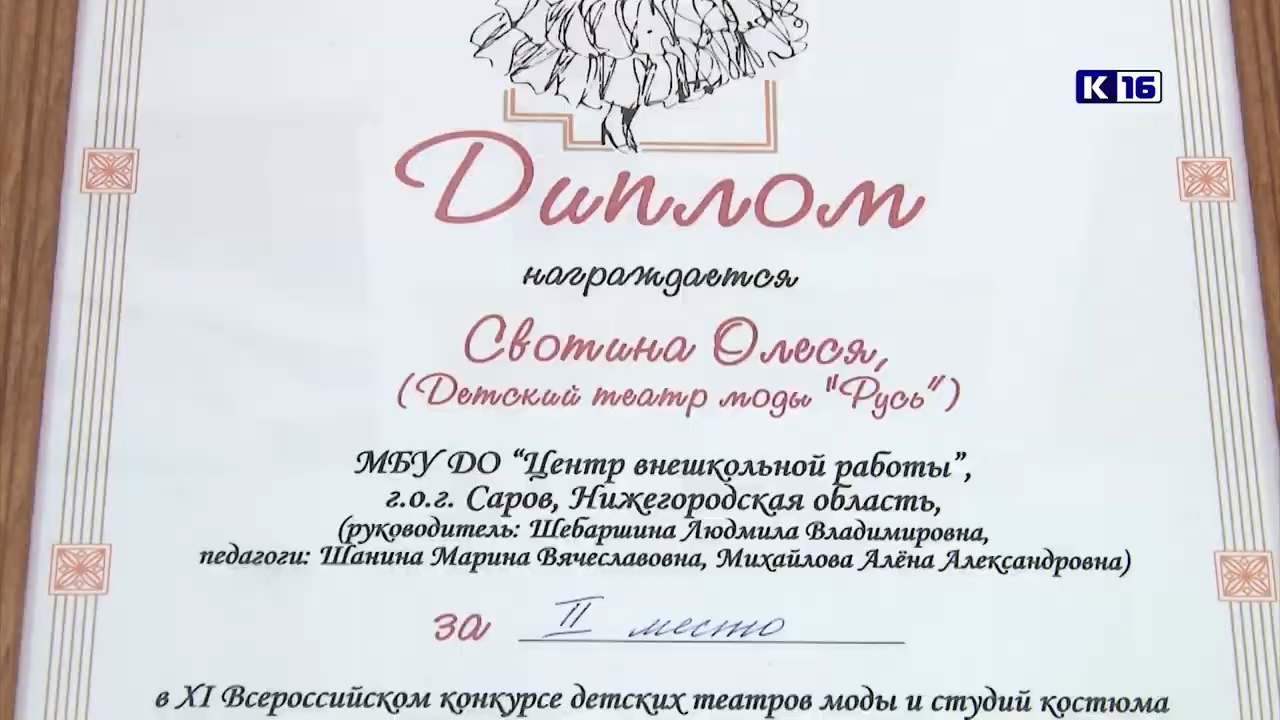 К 16
Диплом
награждается
Свотина Олеся,
(Детский театр моды "Русь")
МБУ ДО “Центр внешкольной работы”,
г.о.г. Саров, Нижегородская область,
(руководитель: Шебаршина Людмила Владимировна,
педагоги: Шанина Марина Вячеславовна, Михайлова Алёна Александровна)
за II место
в XI Всероссийском конкурсе детских театров моды и студий костюма